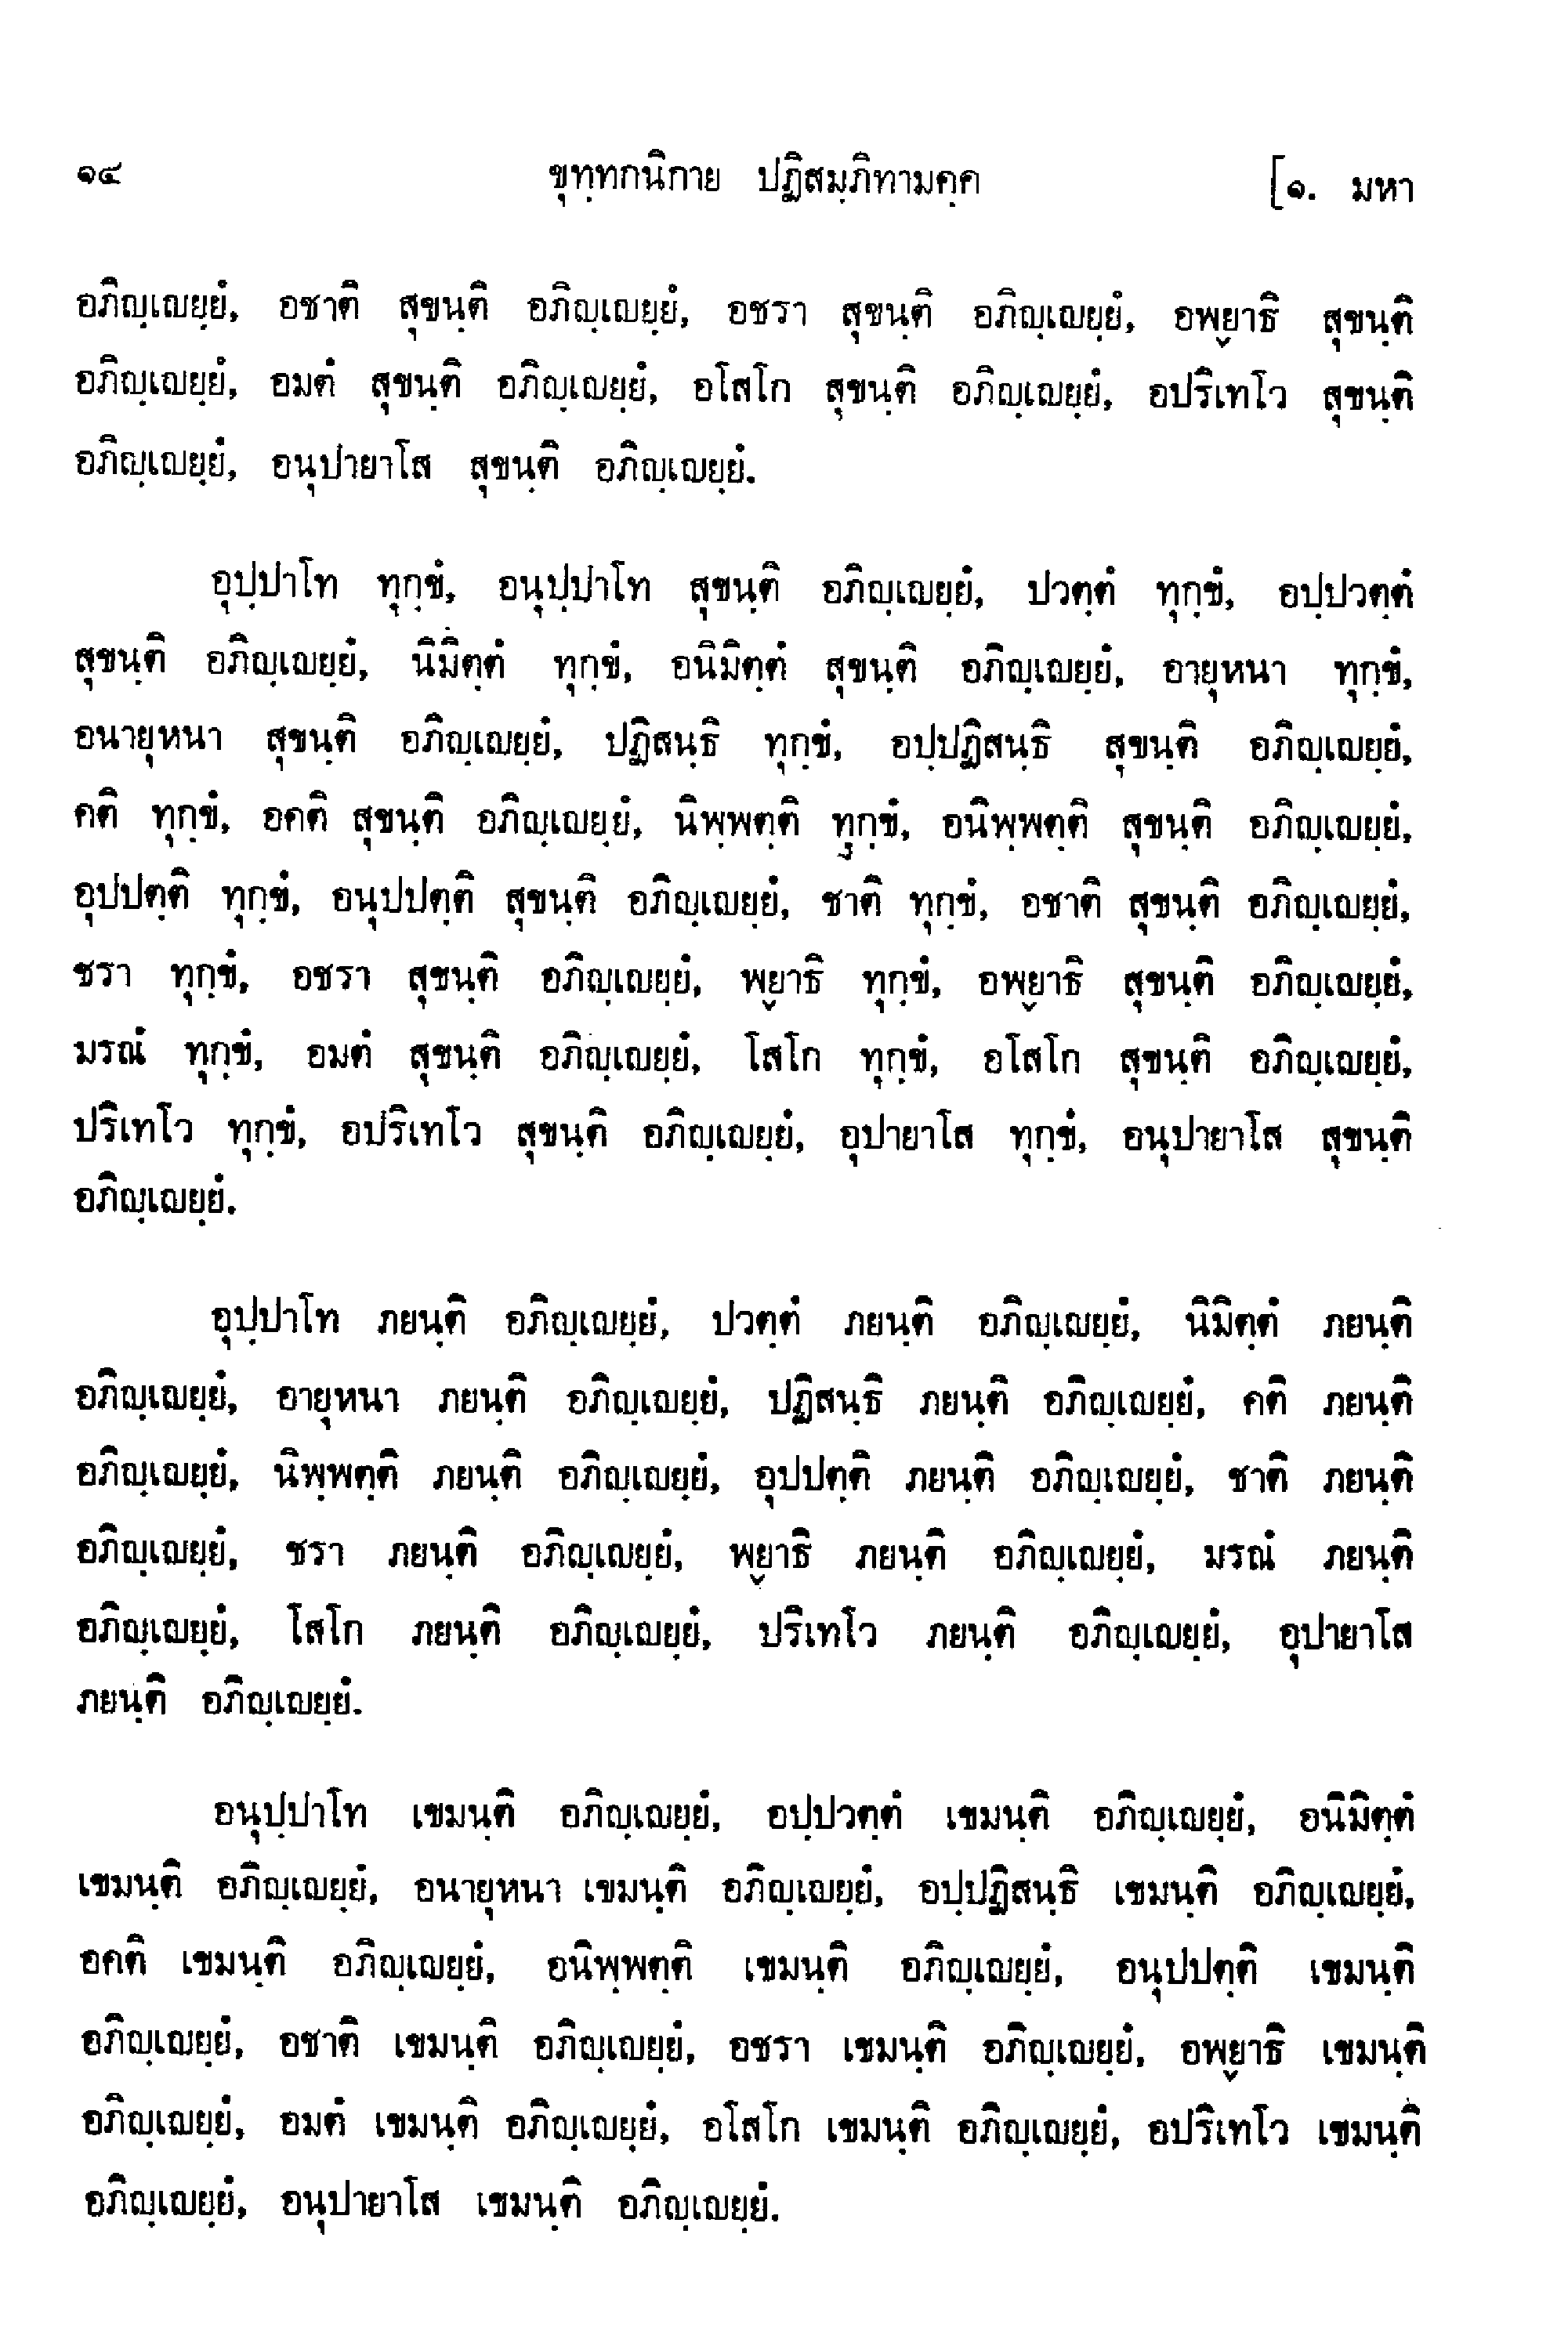 ๑๔ ขุทฺทกนิกาย ปฏิสมฺภิทามคฺค [๑. มหา
อภิญฺเญยฺยํ, อชาติ สุขนฺติ อภิญฺเญยฺยํ, อชรา สุขนฺติ อภิญฺเญยฺยํ, อพฺยาธิ สุขนฺติ
อภิญฺเญยฺยํ, อมตํ สุขนฺติ อภิญฺเญยฺยํ, อโสโก สุขนฺติ อภิญฺเญยฺยํ, อปริเทโว สุขนฺติ
อภิญฺเญยฺยํ, อนุปายาโส สุขนฺติ อภิญฺเญยฺยํ.
อุปฺปาโท ทุกฺขํ, อนุปฺปาโท สุขนฺติ อภิญฺเญยฺยํ, ปวตฺตํ ทุกฺขํ, อปฺปวตฺตํ
สุขนฺติ อภิญฺเญยฺยํ, นิมิตฺตํ ทุกฺขํ, อนิมิตฺตํ สุขนฺติ อภิญฺเญยฺยํ, อายุหนา ทุกฺขํ,
อนายุหนา สุขนฺติ อภิญฺเญยฺยํ, ปฏิสนฺธิ ทุกฺขํ, อปฺปฏิสนฺธิ สุขนฺติ อภิญฺเญยฺยํ,
คติ ทุกฺขํ, อคติ สุขนฺติ อภิญฺเญยฺยํ, นิพฺพตฺติ ทุกฺขํ, อนิพฺพตฺติ สุขนฺติ อภิญฺเญยฺยํ,
อุปปตฺติ ทุกฺขํ, อนุปปตฺติ สุขนฺติ อภิญฺเญยฺยํ, ชาติ ทุกฺขํ, อชาติ สุขนฺติ อภิญฺเญยฺยํ,
ชรา ทุกฺขํ, อชรา สุขนฺติ อภิญฺเญยฺยํ, พฺยาธิ ทุกฺขํ, อพฺยาธิ สุขนฺติ อภิญฺเญยฺยํ,
มรณํ ทุกฺขํ, อมตํ สุขนฺติ อภิญฺเญยฺยํ, โสโก ทุกฺขํ, อโสโก สุขนฺติ อภิญฺเญยฺยํ,
ปริเทโว ทุกฺขํ, อปริเทโว สุขนฺติ อภิญฺเญยฺยํ, อุปายาโส ทุกฺขํ, อนุปายาโส สุขนฺติ
อภิญฺเญยฺยํ.
อุปฺปาโท ภยนฺติ อภิญฺเญยฺยํ, ปวตฺตํ ภยนฺติ อภิญฺเญยฺยํ, นิมิตฺตํ ภยนฺติ
อภิญฺเญยฺยํ, อายุหนา ภยนฺติ อภิญฺเญยฺยํ, ปฏิสนฺธิ ภยนฺติ อภิญฺเญยฺยํ, คติ ภยนฺติ
อภิญฺเญยฺยํ, นิพฺพตฺติ ภยนฺติ อภิญฺเญยฺยํ, อุปปตฺติ ภยนฺติ อภิญฺเญยฺยํ, ชาติ ภยนฺติ
อภิญฺเญยฺยํ, ชรา ภยนฺติ อภิญฺเญยฺยํ, พฺยาธิ ภยนฺติ อภิญฺเญยฺยํ, มรณํ ภยนฺติ
อภิญฺเญยฺยํ, โสโก ภยนฺติ อภิญฺเญยฺยํ, ปริเทโว ภยนฺติ อภิญฺเญยฺยํ, อุปายาโส
ภยนฺติ อภิญฺเญยฺยํ.
อนุปฺปาโท เขมนฺติ อภิญฺเญยฺยํ, อปฺปวตฺตํ เขมนฺติ อภิญฺเญยฺยํ, อนิมิตฺตํ
เขมนฺติ อภิญฺเญยฺยํ, อนายุหนา เขมนฺติ อภิญฺเญยฺยํ, อปฺปฏิสนฺธิ เขมนฺติ อภิญฺเญยฺยํ,
อคติ เขมนฺติ อภิญฺเญยฺยํ, อนิพฺพตฺติ เขมนฺติ อภิญฺเญยฺยํ, อนุปปตฺติ เขมนฺติ
อภิญฺเญยฺยํ, อชาติ เขมนฺติ อภิญฺเญยฺยํ, อชรา เขมนฺติ อภิญฺเญยฺยํ, อพฺยาธิ เขมนฺติ
อภิญฺเญยฺยํ, อมตํ เขมนฺติ อภิญฺเญยฺยํ, อโสโก เขมนฺติ อภิญฺเญยฺยํ, อปริเทโว เขมนฺติ
อภิญฺเญยฺยํ, อนุปายาโส เขมนฺติ อภิญฺเญยฺยํ.